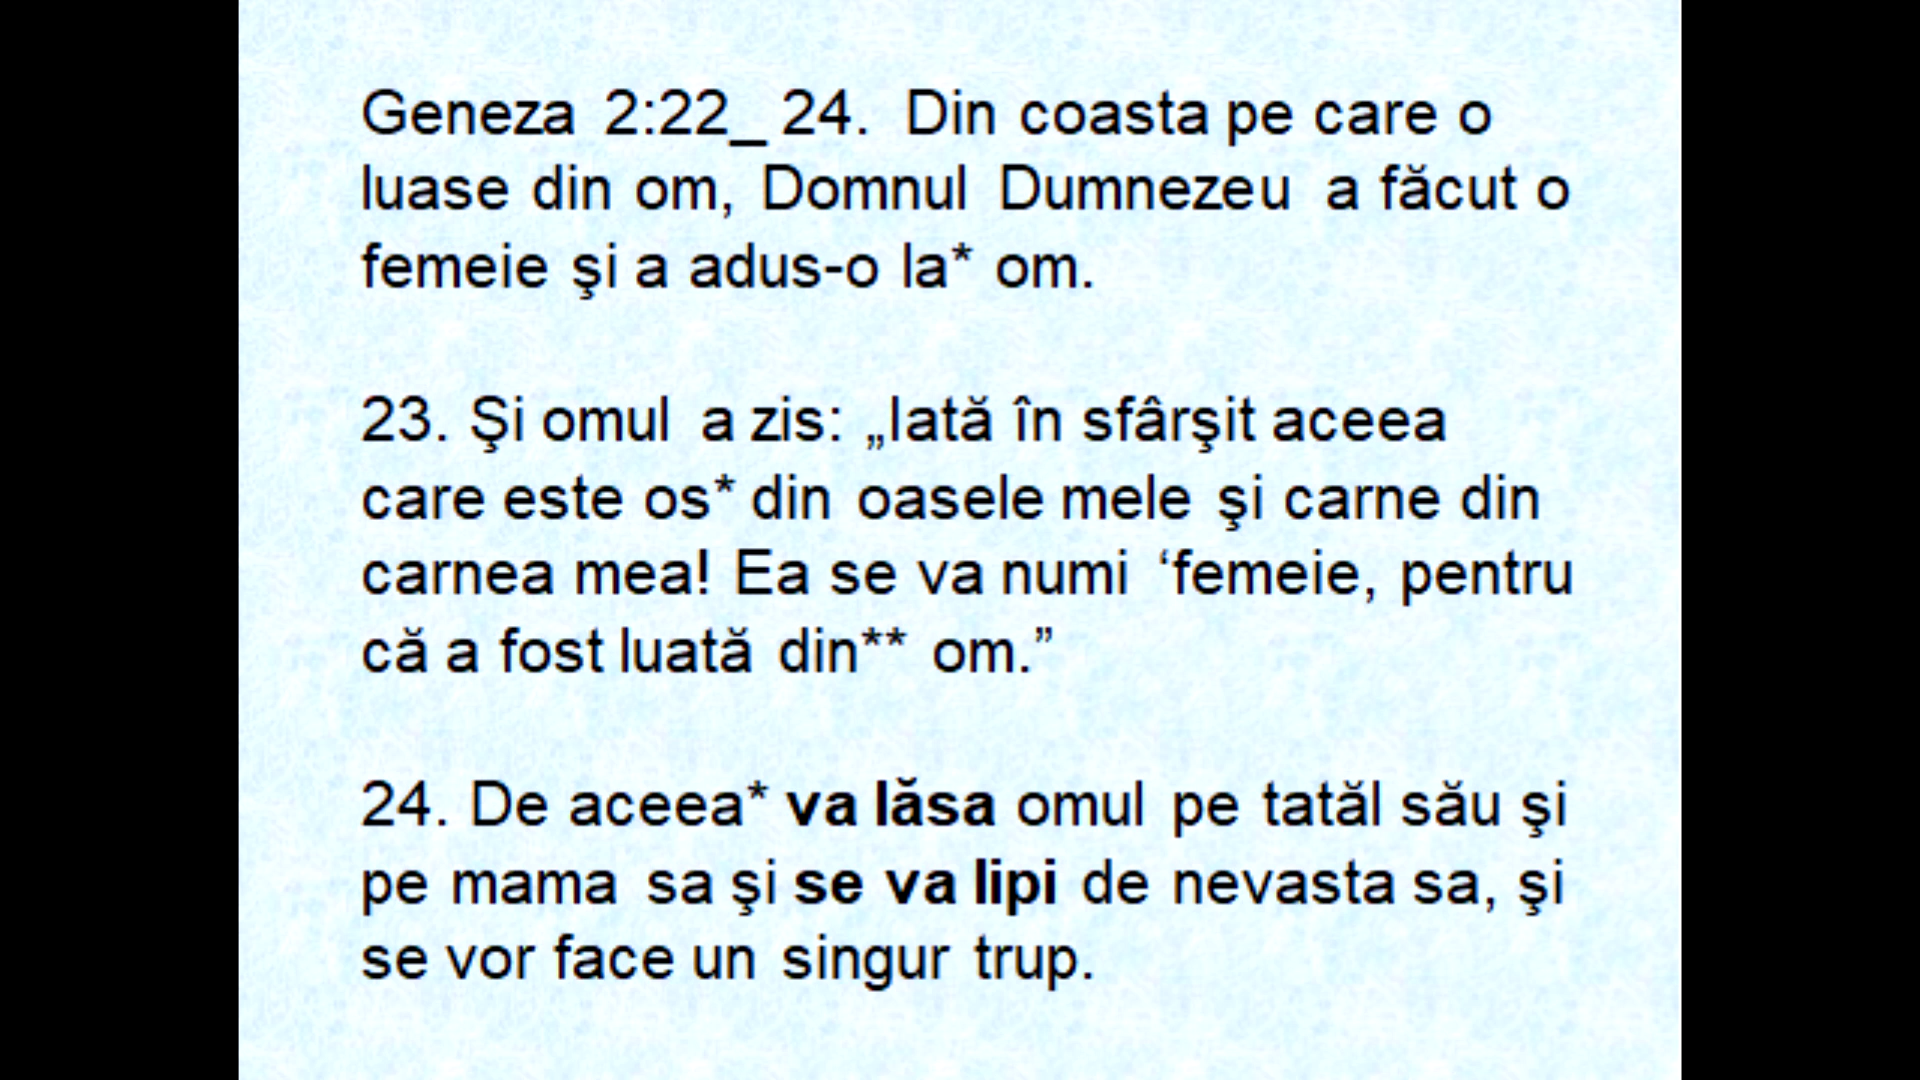 Geneza 2:22_ 24. Din coasta pe care o
luase din om, Domnul Dumnezeu a făcut o
femeie şi a adus-o la* om.
23. Şi omul a zis: „Iată în sfârşit aceea
care este os* din oasele mele şi carne din
carnea mea! Ea se va numi ‘femeie, pentru
că a fost luată din** om.”
24. De aceea* va lăsa omul pe tatăl său şi
pe mama sa şi se va lipi de nevasta sa, şi
se vor face un singur trup.